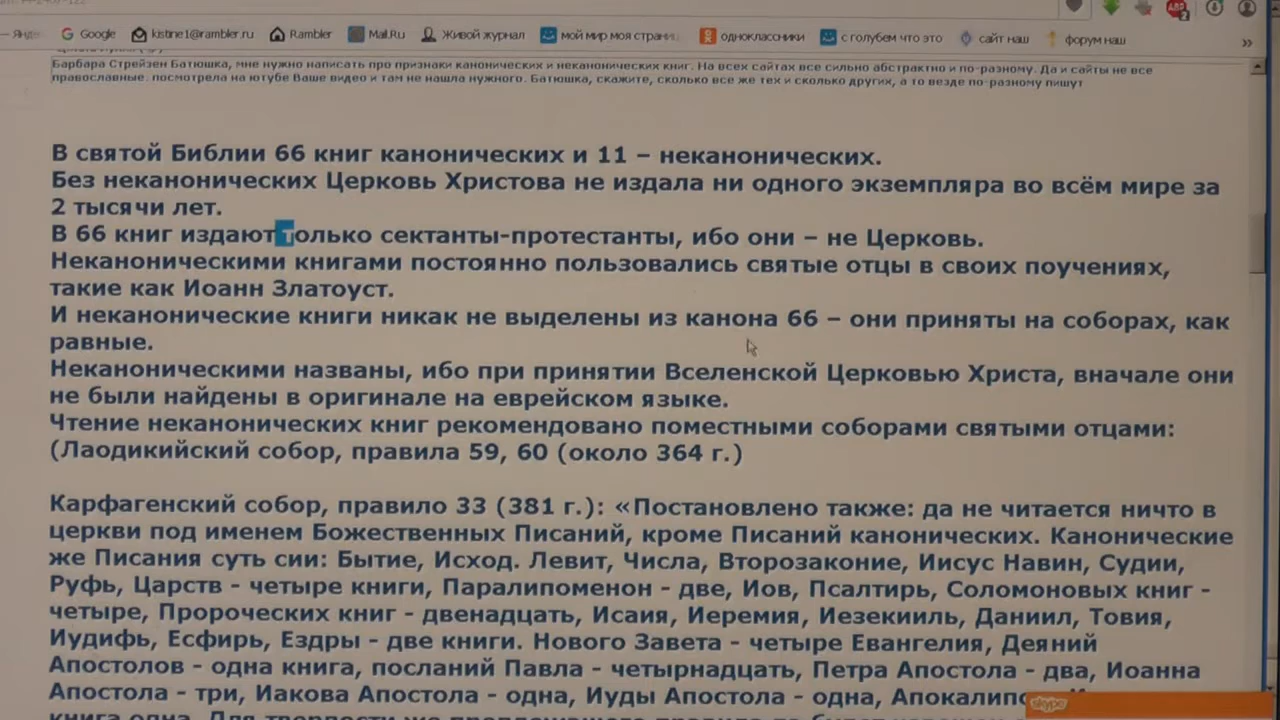 Яндe
Google
kistine1@rambler.ru
Rambler
Mail.Ru
Живой журнал
мой мир моя страни
одноклассники
с голубем что это
сайт наш
форум наш
»
Барбара Стрейзен Батюшка, мне нужно написать про признаки канонических и неканонических книг. На всех сайтах все сильно абстрактно и по-разному. Да и сайты не все
православные. посмотрела на ютубе Ваше видео и там не нашла нужного. Батюшка, скажите, сколько все же тех и сколько других, а то везде по-разному пишут
В святой Библии 66 книг канонических и 11 – неканонических.
Без неканонических Церковь Христова не издала ни одного экземпляра во всём мире за
2 тысячи лет.
В 66 книг издают только сектанты-протестанты, ибо они – не Церковь.
Неканоническими книгами постоянно пользовались святые отцы в своих поучениях,
такие как Иоанн Златоуст.
И неканонические книги никак не выделены из канона 66 – они приняты на соборах, как
равные.
Неканоническими названы, ибо при принятии Вселенской Церковью Христа, вначале они
не были найдены в оригинале на еврейском языке.
Чтение неканонических книг рекомендовано поместными соборами святыми отцами:
(Лаодикийский собор, правила 59, 60 (около 364 г.)
Карфагенский собор, правило 33 (381 г.): «Постановлено также: да не читается ничто в
церкви под именем Божественных Писаний, кроме Писаний канонических. Канонические
же Писания суть сии: Бытие, Исход. Левит, Числа, Второзаконие, Иисус Навин, Судии,
Руфь, Царств - четыре книги, Паралипоменон - две, Иов, Псалтирь, Соломоновых книг -
четыре, Пророческих книг - двенадцать, Исаия, Иеремия, Иезекииль, Даниил, Товия,
Иудифь, Есфирь, Ездры - две книги. Нового Завета - четыре Евангелия, Деяний
Апостолов - одна книга, посланий Павла - четырнадцать, Петра Апостола - два, Иоанна
Апостола - три, Иакова Апостола - одна, Иуды Апостола - одна, Апокалипс
skype